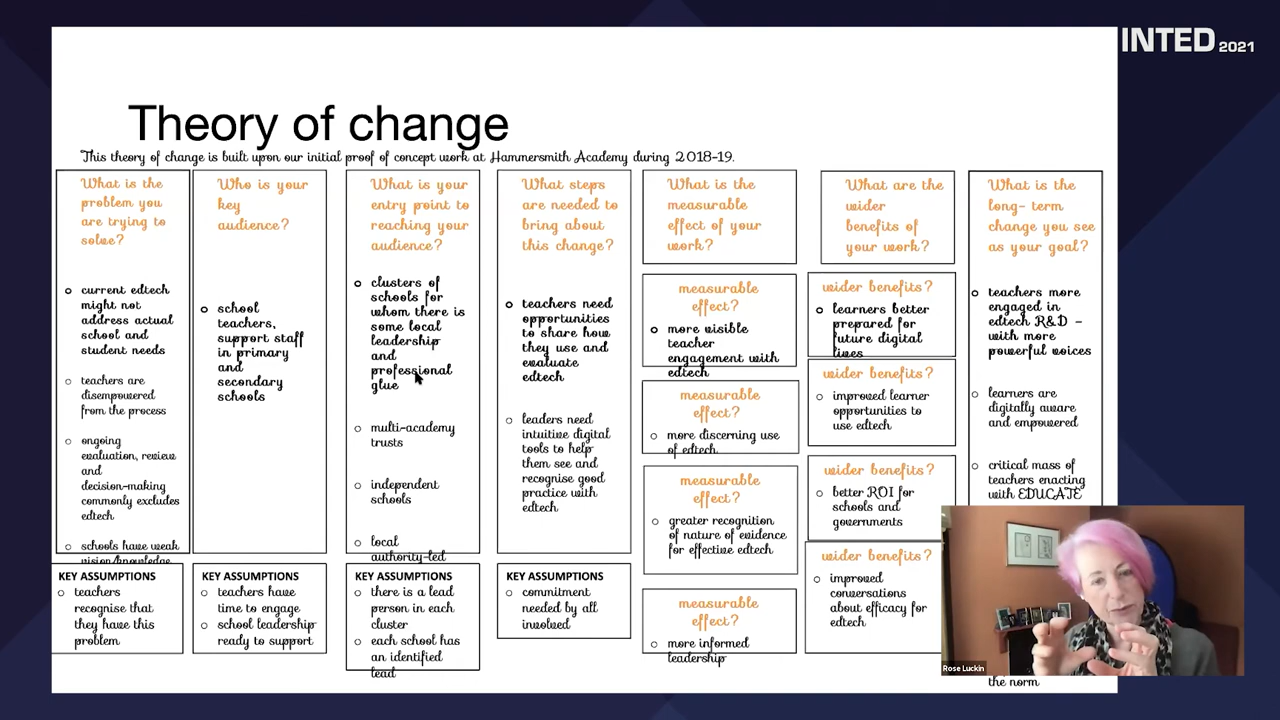 INTED 2021
Theory of change
This theory of change is built upon our initial proof of concept work at Hammersmith Academy during 2018-19.
What is the
problem you
are trying to
solve?
current edtech
might not
address actual
school and
student needs
teachers are
disempowered
from the process
ongoing
evaluation, review
and
decision-making
commonly excludes
edtech
schools have weak
vision/knowledge
KEY ASSUMPTIONS
teachers
recognise that
they have this
problem
Who is your
key
audience?
school
teachers,
support staff
in primary
and
secondary
schools
KEY ASSUMPTIONS
teachers have
time to engage
school leadership
ready to support
What is your
entry point to
reaching your
audience?
clusters of
schools for
whom there is
some local
leadership
and
professional
glue
multi-academy
trusts
independent
schools
local
authority-led
KEY ASSUMPTIONS
there is a lead
person in each
cluster
each school has
an identified
lead
What steps
are needed to
bring about
this change?
teachers need
opportunities
to share how
they use and
evaluate
edtech
leaders need
intuitive digital
tools to help
them see and
recognise good
practice with
edtech
KEY ASSUMPTIONS
commitment
needed by all
involved
What is the
measurable
effect of your
work?
measurable
effect?
more visible
teacher
engagement with
edtech
measurable
effect?
more discerning use
of edtech
measurable
effect?
greater recognition
of nature of evidence
for effective edtech
measurable
effect?
more informed
leadership
What are the
wider
benefits of
your work?
wider benefits?
learners better
prepared for
future digital
lives
wider benefits?
improved learner
opportunities to
use edtech
wider benefits?
better ROI for
schools and
governments
wider benefits?
improved
conversations
about efficacy for
edtech
What is the
long- term
change you see
as your goal?
teachers more
engaged in
edtech R&D -
with more
powerful voices
learners are
digitally aware
and empowered
critical mass of
teachers enacting
with EDUCATE
the norm
Rose Luckin